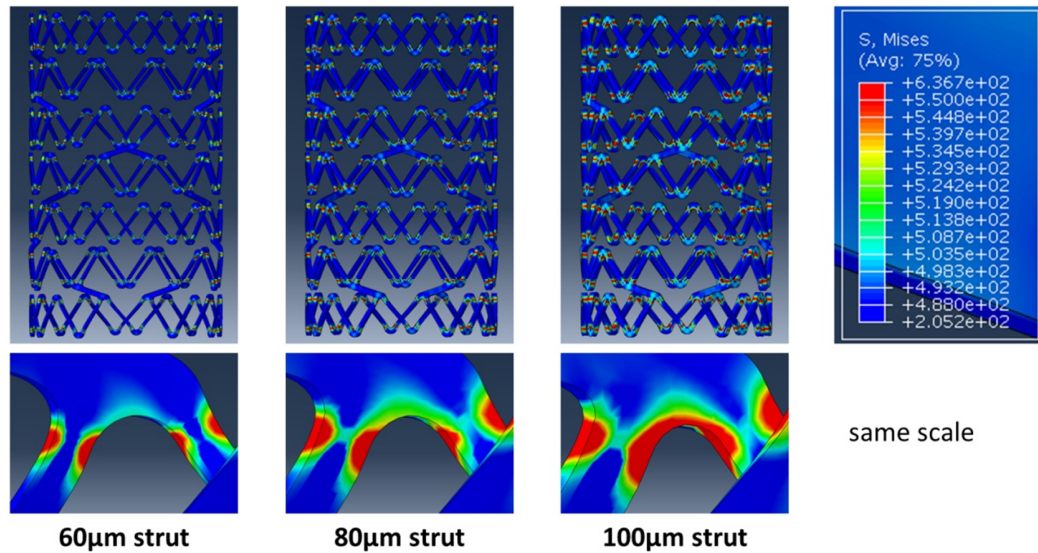 S, Mises
(Avg: 75%)
+6.367e+02
+5.500e+02
+5.448e+02
+5.397e+02
+5.345e+02
+5.293e+02
+5.242e+02
+5.190e+02
+5.138e+02
+5.087e+02
+5.035e+02
+4.983e+02
+4.932e+02
+4.880e+02
+2.052e+02
same scale
60µm strut
80µm strut
100µm strut